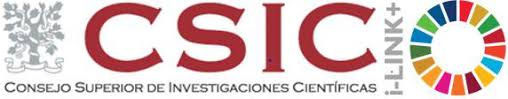 CSIC
CONSEJO SUPERIOR DE INVESTIGACIONES CIENTÍFICAS
i-LINK+